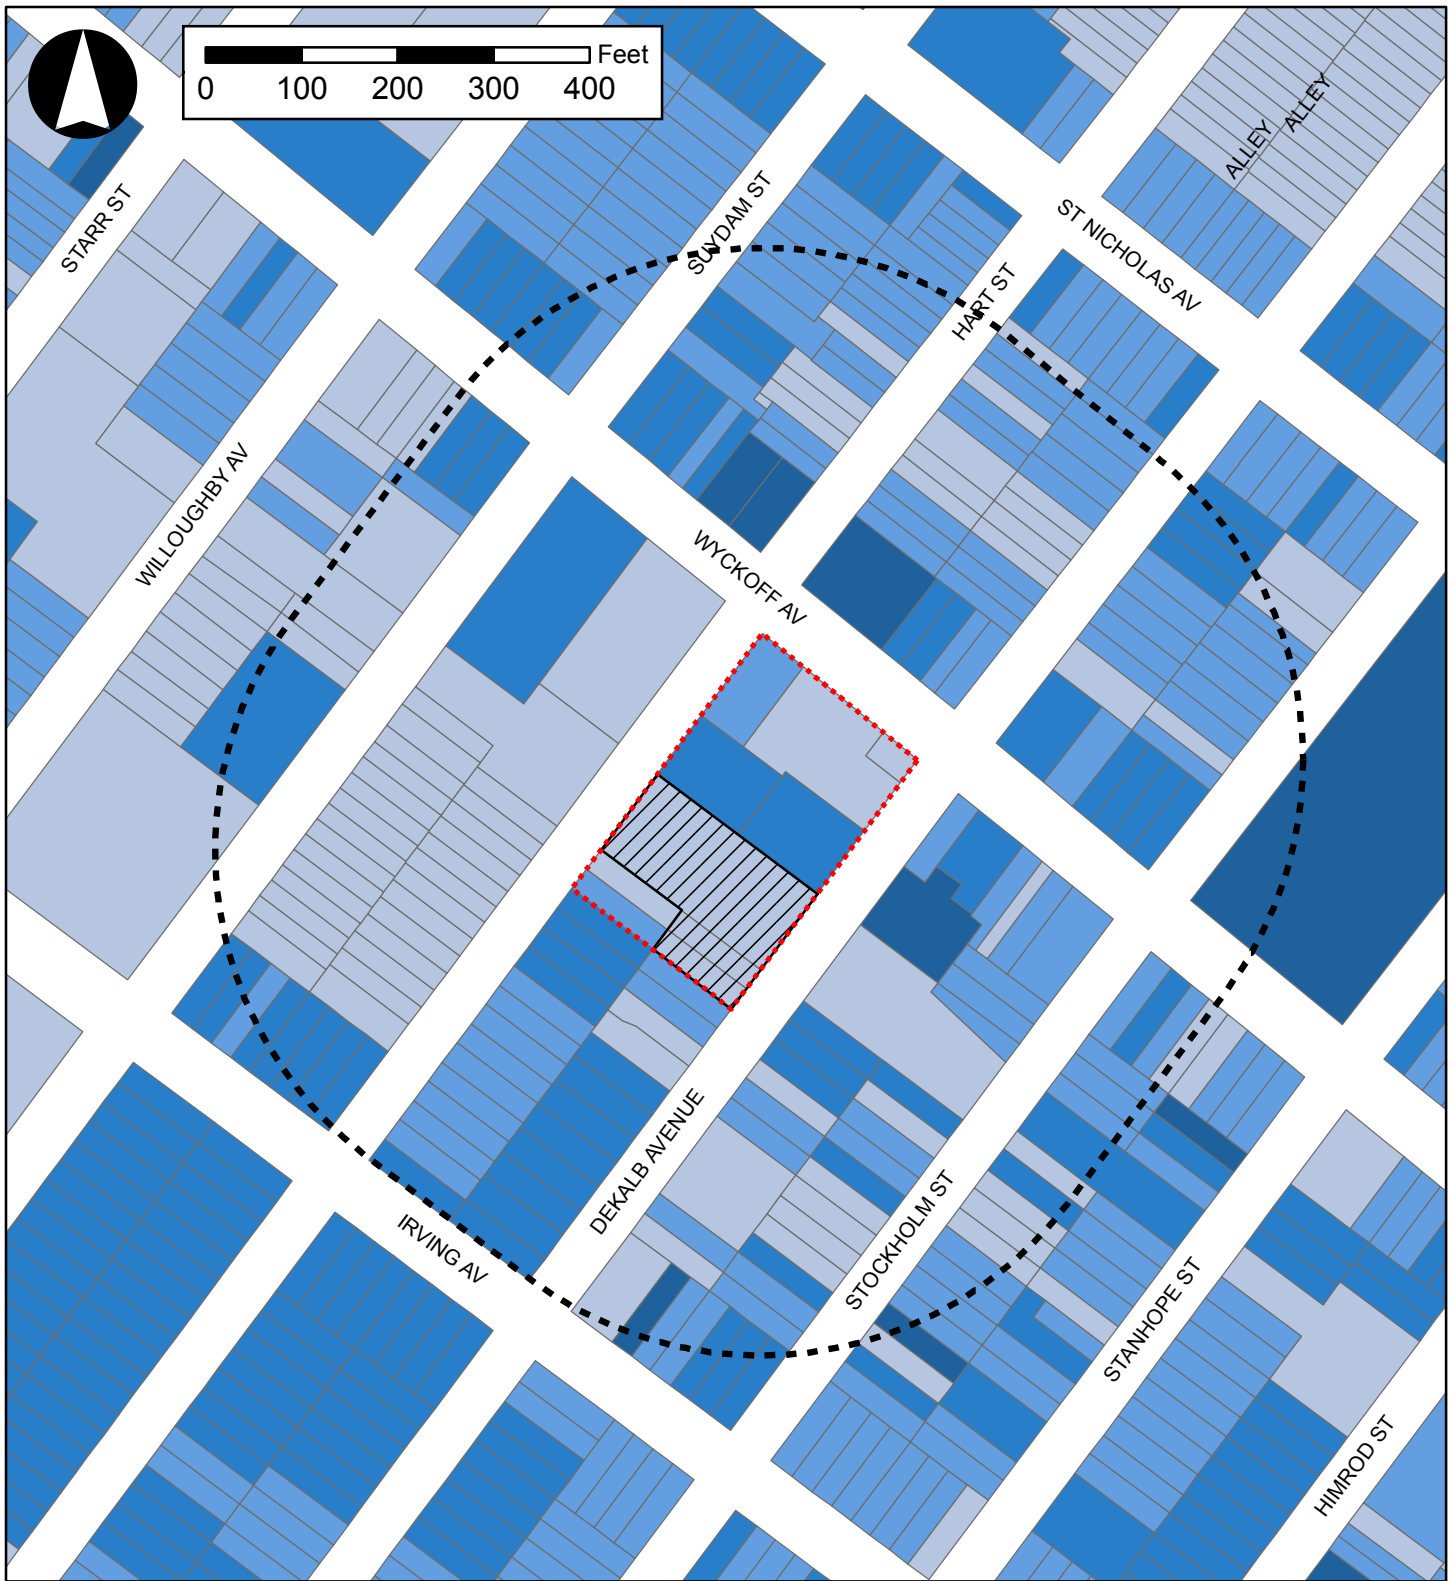 Feet
0 100 200 300 400
ALLEY
ALLEY
STARR ST
SUYDAM ST
ST NICHOLAS AV
HART ST
WILLOUGHBY AV
WYCKOFF AV
DEKALB AVENUE
IRVING AV
STOCKHOLM ST
STANHOPE ST
HIMROD ST